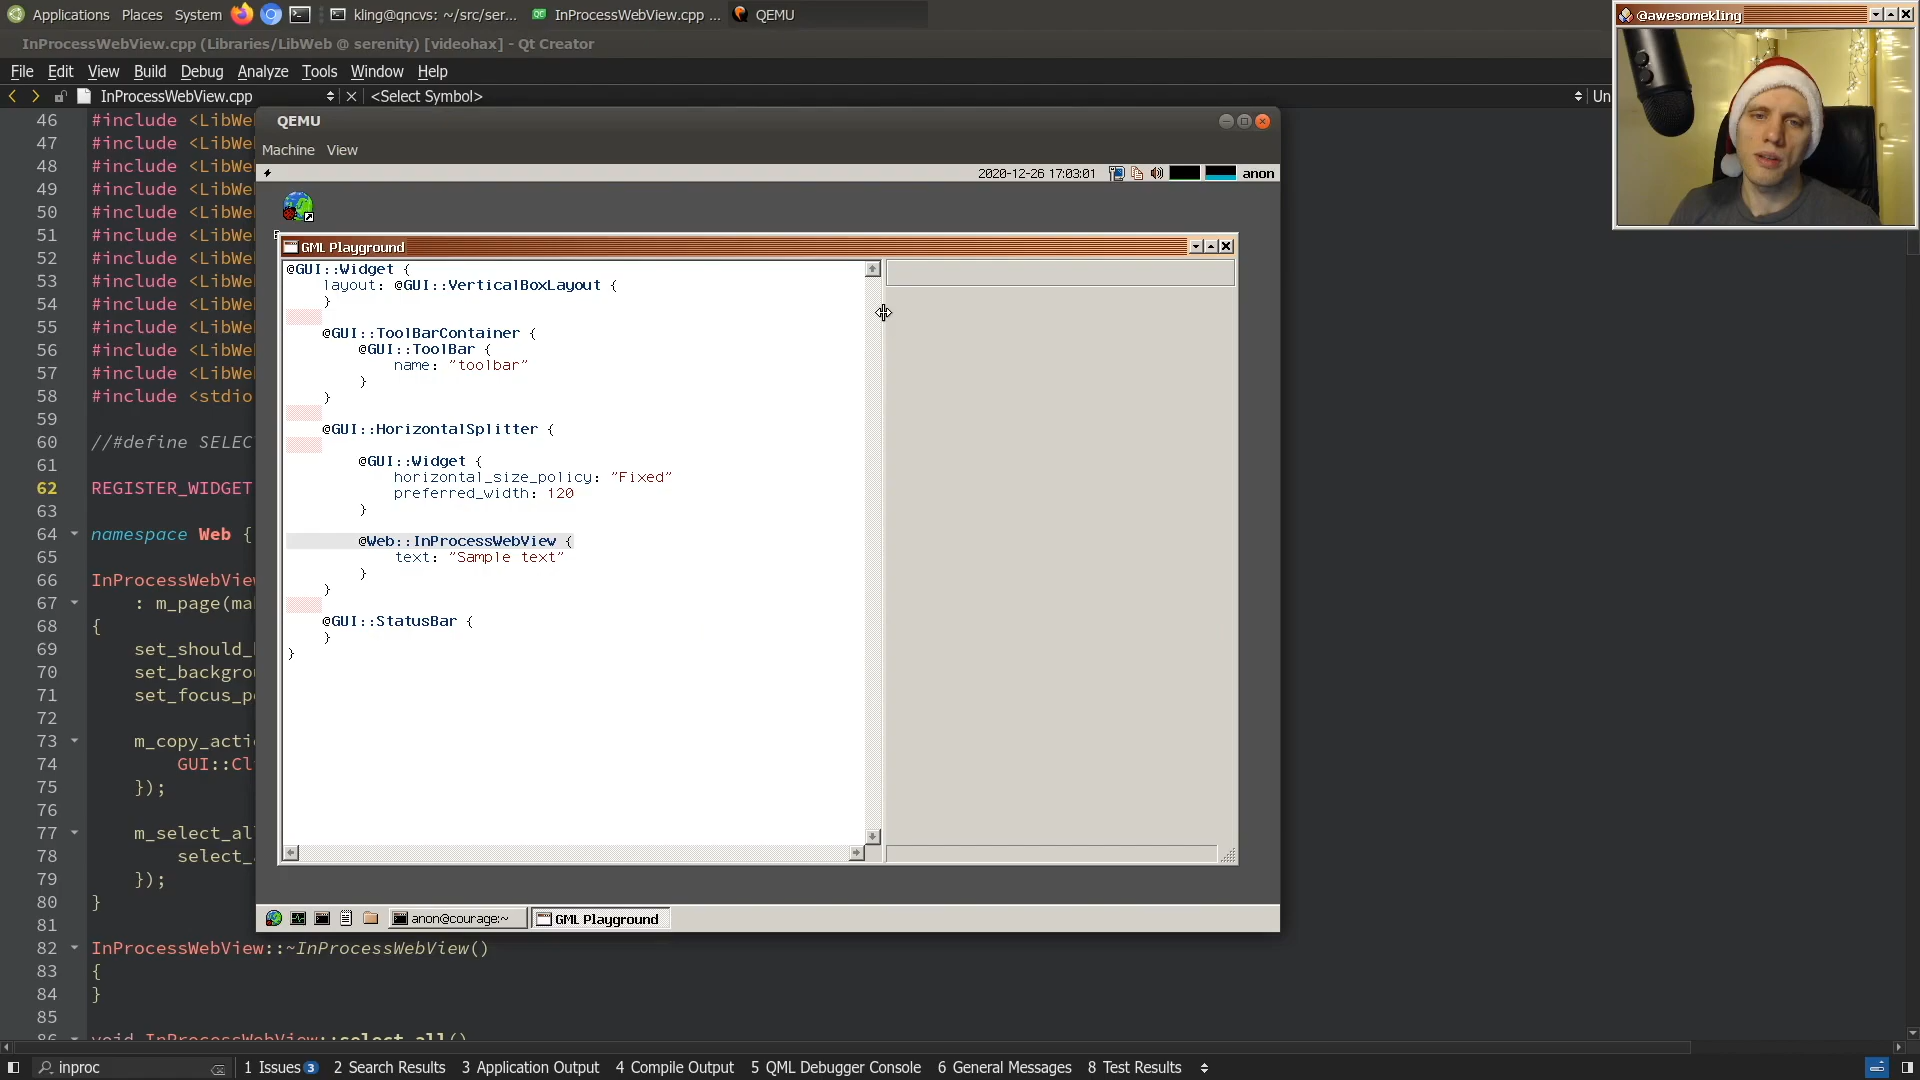 Applications Places System kling@qncvs: ~/src/ser... InProcessWebView.cpp ... QEMU
InProcessWebView.cpp (Libraries/LibWeb @ serenity) [videohax] - Qt Creator
@awesomekling
File Edit View Build Debug Analyze Tools Window Help
InProcessWebView.cpp <Select Symbol> Un
46 #include <LibWe
47 #include <LibWe
48 #include <LibWe
49 #include <LibWe
50 #include <LibWe
51 #include <LibWe
52 #include <LibWe
53 #include <LibWe
54 #include <LibWe
55 #include <LibWe
56 #include <LibWe
57 #include <LibWe
58 #include <stdio
59
60 //#define SELEC
61
62 REGISTER_WIDGET
63
64 namespace Web {
65
66 InProcessWebView
67 : m_page(ma
68 {
69 set_should_
70 set_backgro
71 set_focus_p
72
73 m_copy_acti
74 GUI::Cl
75 });
76
77 m_select_al
78 select_
79 });
80 }
81
82 InProcessWebView::~InProcessWebView()
83 {
84 }
85
86 void InProcessWebView::select_all()
QEMU
Machine View
2020-12-26 17:03:01 anon
GML Playground
@GUI::Widget {
layout: @GUI::VerticalBoxLayout {
}
@GUI::ToolBarContainer {
@GUI::ToolBar {
name: "toolbar"
}
}
@GUI::HorizontalSplitter {
@GUI::Widget {
horizontal_size_policy: "Fixed"
preferred_width: 120
}
@Web::InProcessWebView {
text: "Sample text"
}
}
@GUI::StatusBar {
}
}
anon@courage:~ GML Playground
inproc 1 Issues 3 2 Search Results 3 Application Output 4 Compile Output 5 QML Debugger Console 6 General Messages 8 Test Results